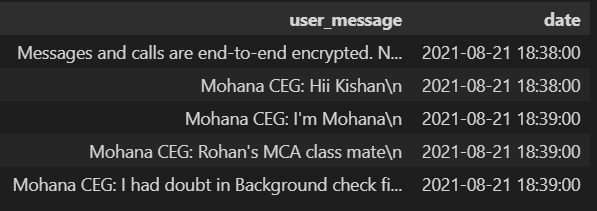 user_message date
Messages and calls are end-to-end encrypted. N... 2021-08-21 18:38:00
Mohana CEG: Hii Kishan\n 2021-08-21 18:38:00
Mohana CEG: I'm Mohana\n 2021-08-21 18:39:00
Mohana CEG: Rohan's MCA class mate\n 2021-08-21 18:39:00
Mohana CEG: I had doubt in Background check fi... 2021-08-21 18:39:00